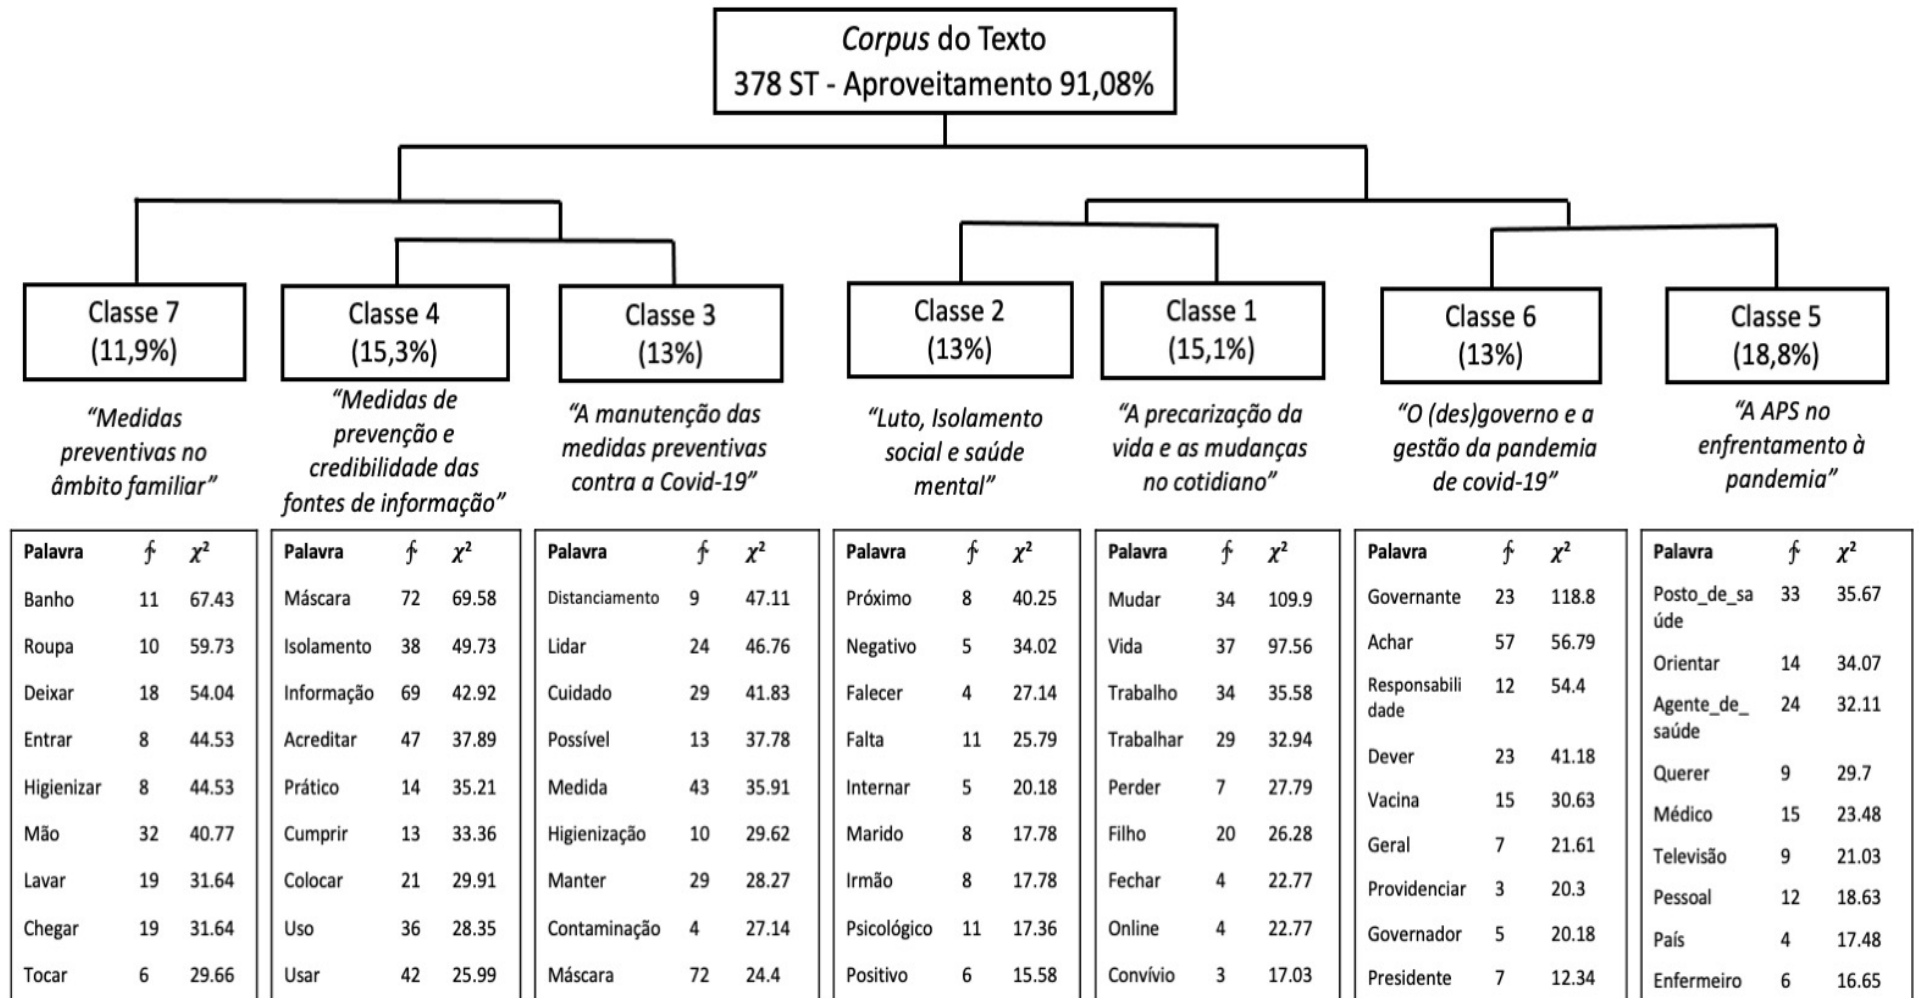 Corpus do Texto
378 ST - Aproveitamento 91,08%
Classe 7
(11,9%)
"Medidas
preventivas no
âmbito familiar"
Classe 4
(15,3%)
"Medidas de
prevenção e
credibilidade das
fontes de informação"
Classe 3
(13%)
"A manutenção das
medidas preventivas
contra a Covid-19"
Classe 2
(13%)
"Luto, Isolamento
social e saúde
mental"
Classe 1
(15,1%)
"A precarização da
vida e as mudanças
no cotidiano"
Classe 6
(13%)
"O (des)governo e a
gestão da pandemia
de covid-19"
Classe 5
(18,8%)
"A APS no
enfrentamento à
pandemia"
Palavra f χ²
Banho 11 67.43
Roupa 10 59.73
Deixar 18 54.04
Entrar 8 44.53
Higienizar 8 44.53
Mão 32 40.77
Lavar 19 31.64
Chegar 19 31.64
Tocar 6 29.66
Palavra f χ²
Máscara 72 69.58
Isolamento 38 49.73
Informação 69 42.92
Acreditar 47 37.89
Prático 14 35.21
Cumprir 13 33.36
Colocar 21 29.91
Uso 36 28.35
Usar 42 25.99
Palavra f χ²
Distanciamento 9 47.11
Lidar 24 46.76
Cuidado 29 41.83
Possível 13 37.78
Medida 43 35.91
Higienização 10 29.62
Manter 29 28.27
Contaminação 4 27.14
Máscara 72 24.4
Palavra f χ²
Próximo 8 40.25
Negativo 5 34.02
Falecer 4 27.14
Falta 11 25.79
Internar 5 20.18
Marido 8 17.78
Irmão 8 17.78
Psicológico 11 17.36
Positivo 6 15.58
Palavra f χ²
Mudar 34 109.9
Vida 37 97.56
Trabalho 34 35.58
Trabalhar 29 32.94
Perder 7 27.79
Filho 20 26.28
Fechar 4 22.77
Online 4 22.77
Convívio 3 17.03
Palavra f χ²
Governante 23 118.8
Achar 57 56.79
Responsabili 12 54.4
dade
Dever 23 41.18
Vacina 15 30.63
Geral 7 21.61
Providenciar 3 20.3
Governador 5 20.18
Presidente 7 12.34
Palavra f χ²
Posto_de_sa 33 35.67
úde
Orientar 14 34.07
Agente_de_ 24 32.11
saúde
Querer 9 29.7
Médico 15 23.48
Televisão 9 21.03
Pessoal 12 18.63
País 4 17.48
Enfermeiro 6 16.65